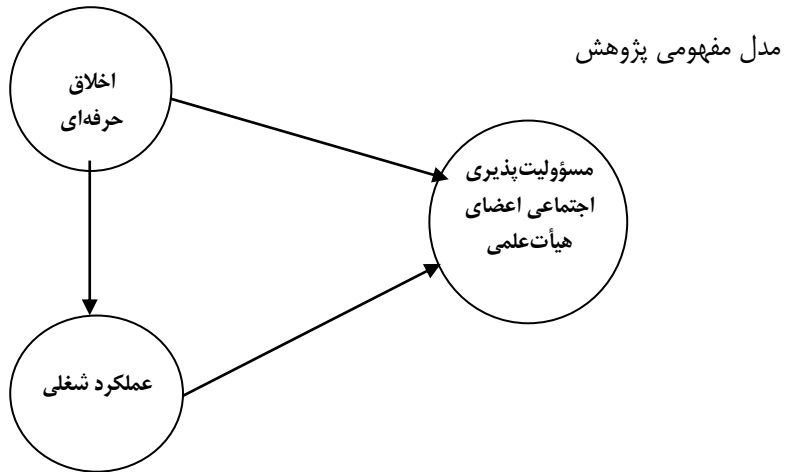 مدل مفهومی پژوهش
اخلاق
حرفه‌ای
مسؤولیت‌پذیری
اجتماعی اعضای
هیأت‌علمی
عملکرد شغلی